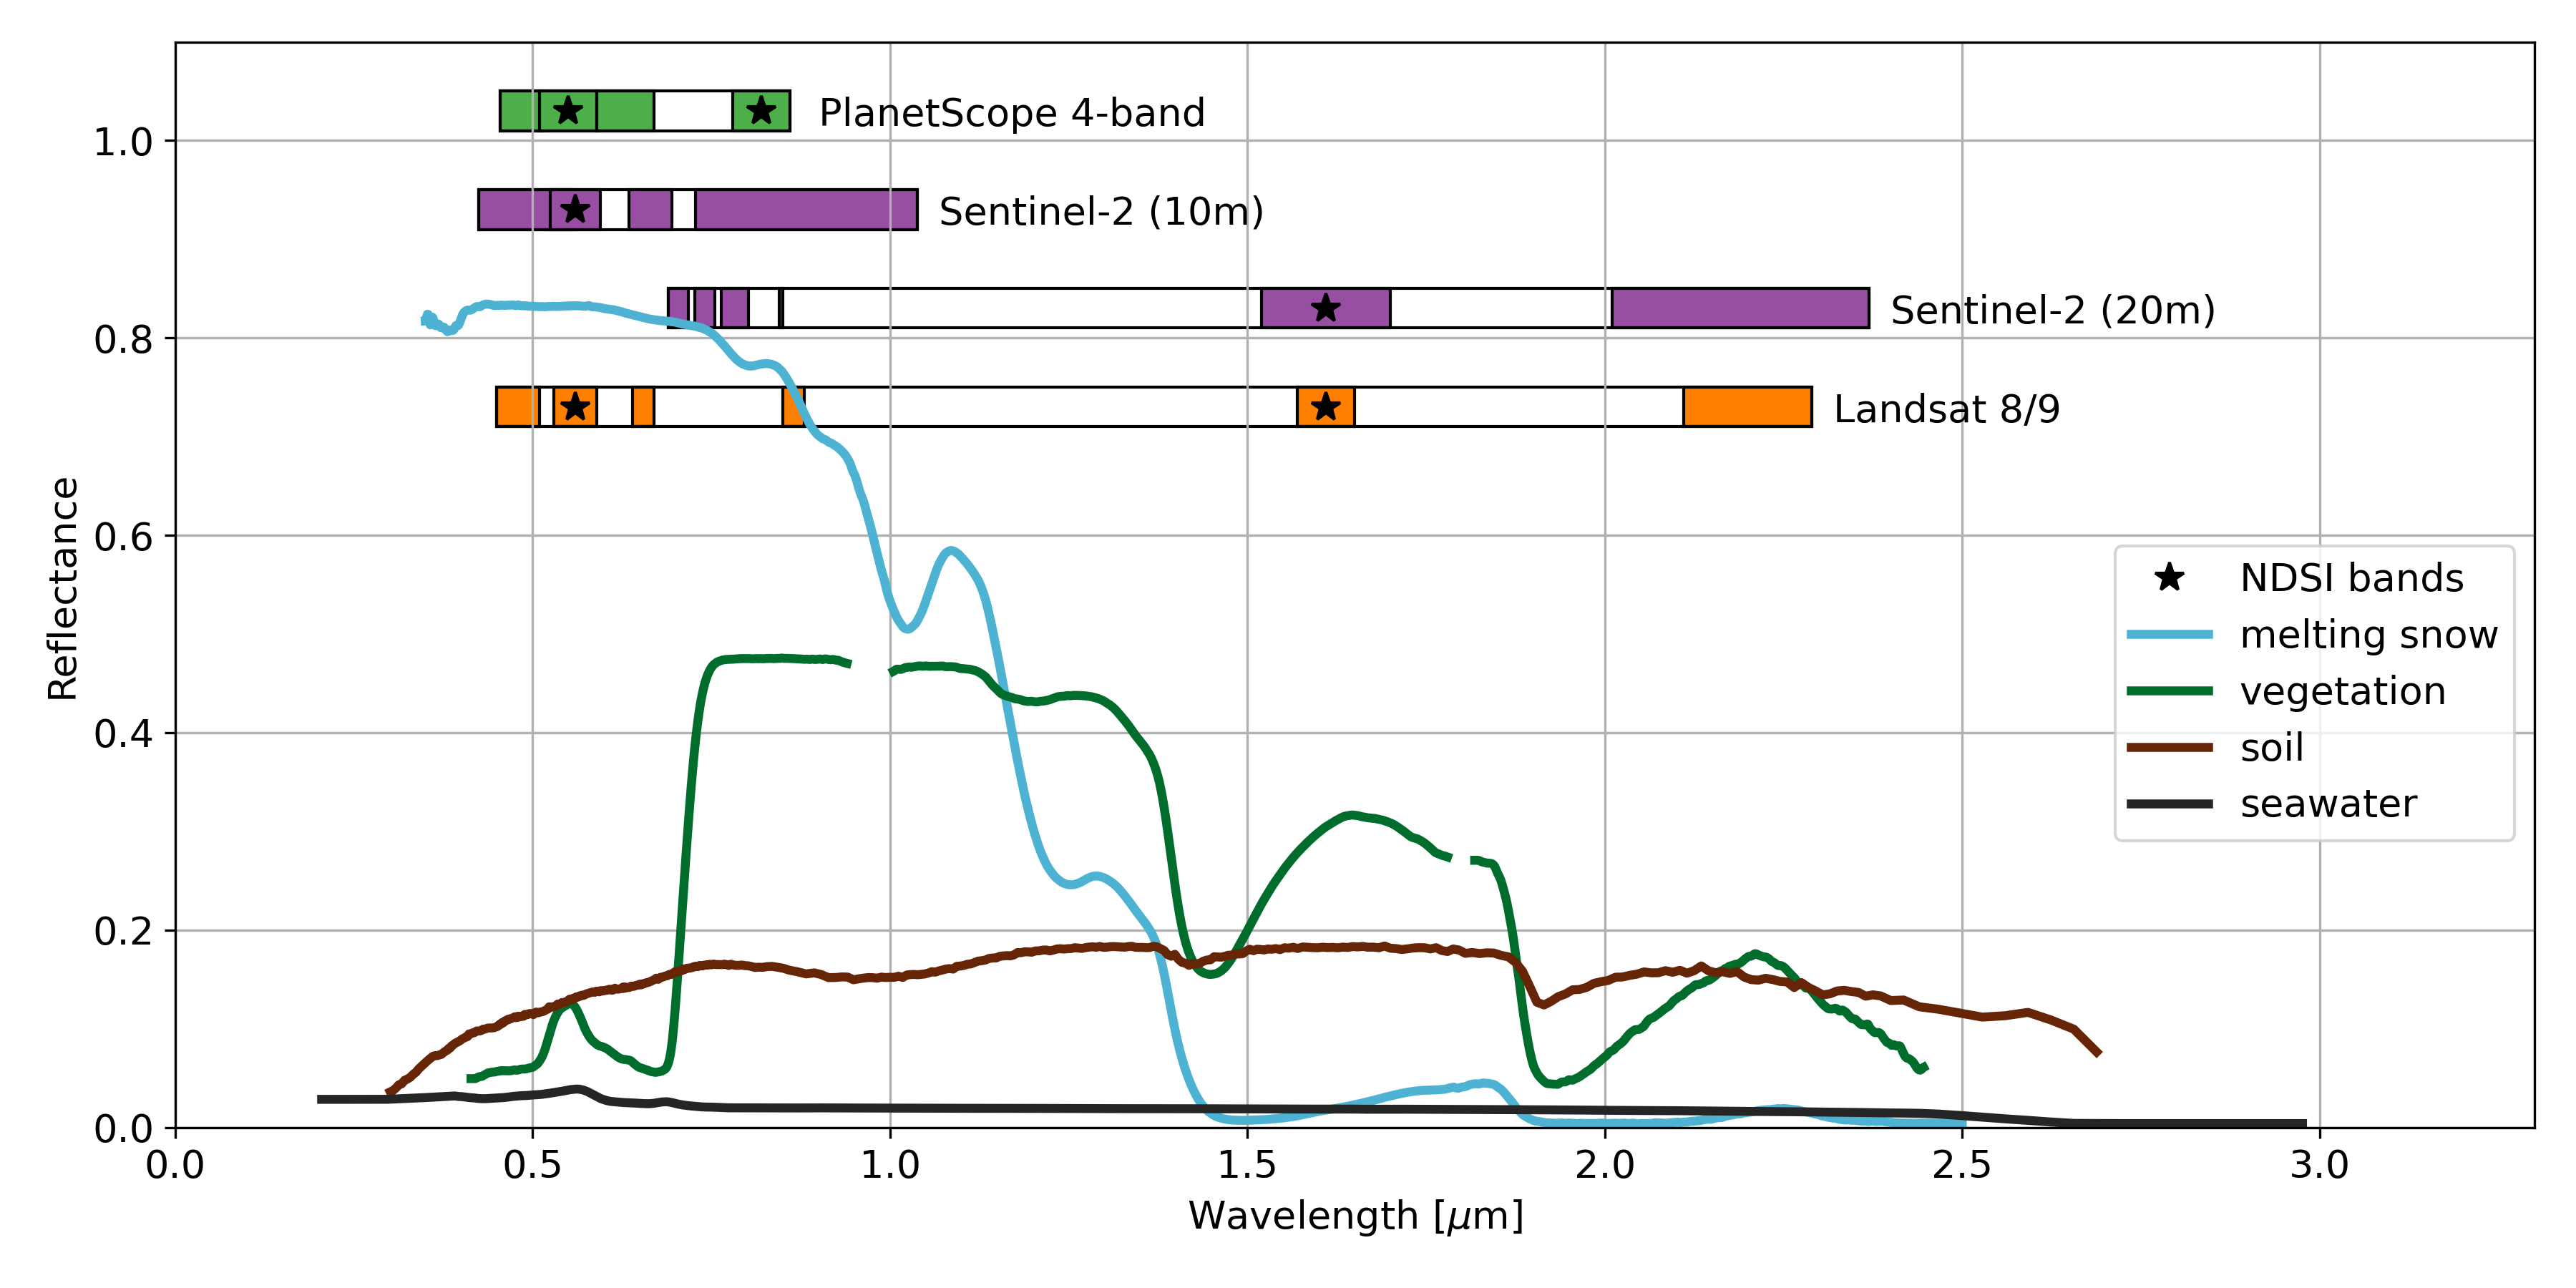 PlanetScope 4-band
1.0
Sentinel-2 (10m)
Sentinel-2 (20m)
0.8
Landsat 8/9
Reflectance
0.6
NDSI bands
melting snow
vegetation
soil
seawater
0.4
0.2
0.0
0.0 0.5 1.0 1.5 2.0 2.5 3.0
Wavelength [μm]